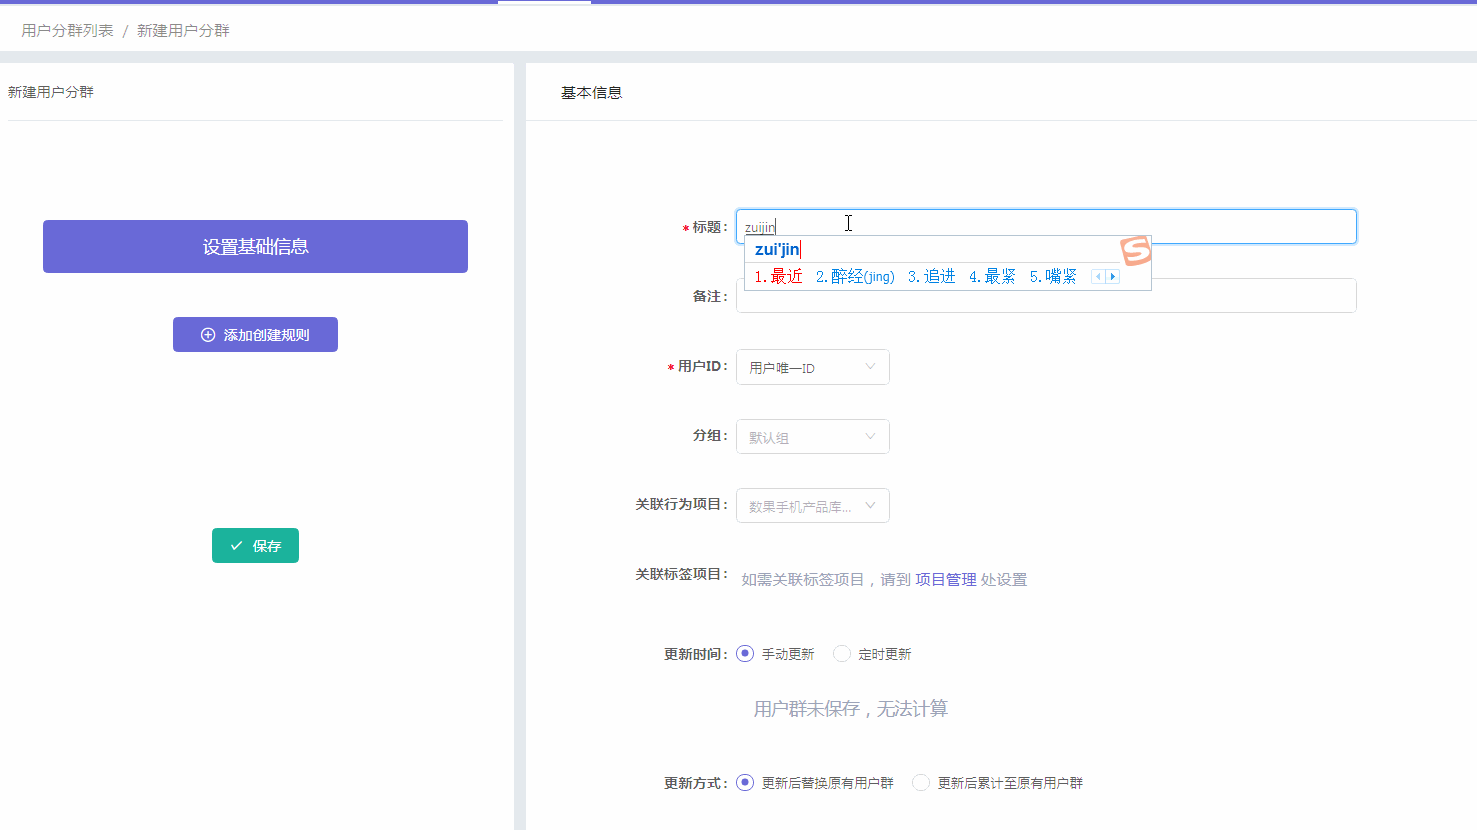 用户分群列表 / 新建用户分群
新建用户分群
设置基础信息
添加创建规则
保存
基本信息
* 标题: zuijin
zui'jin
1.最近 2.醉经(jing) 3.追进 4.最紧 5.嘴紧
备注:
* 用户ID: 用户唯一ID
分组: 默认组
关联行为项目: 数果手机产品库...
关联标签项目: 如需关联标签项目，请到 项目管理 处设置
更新时间: 手动更新 定时更新
用户群未保存，无法计算
更新方式: 更新后替换原有用户群 更新后累计至原有用户群